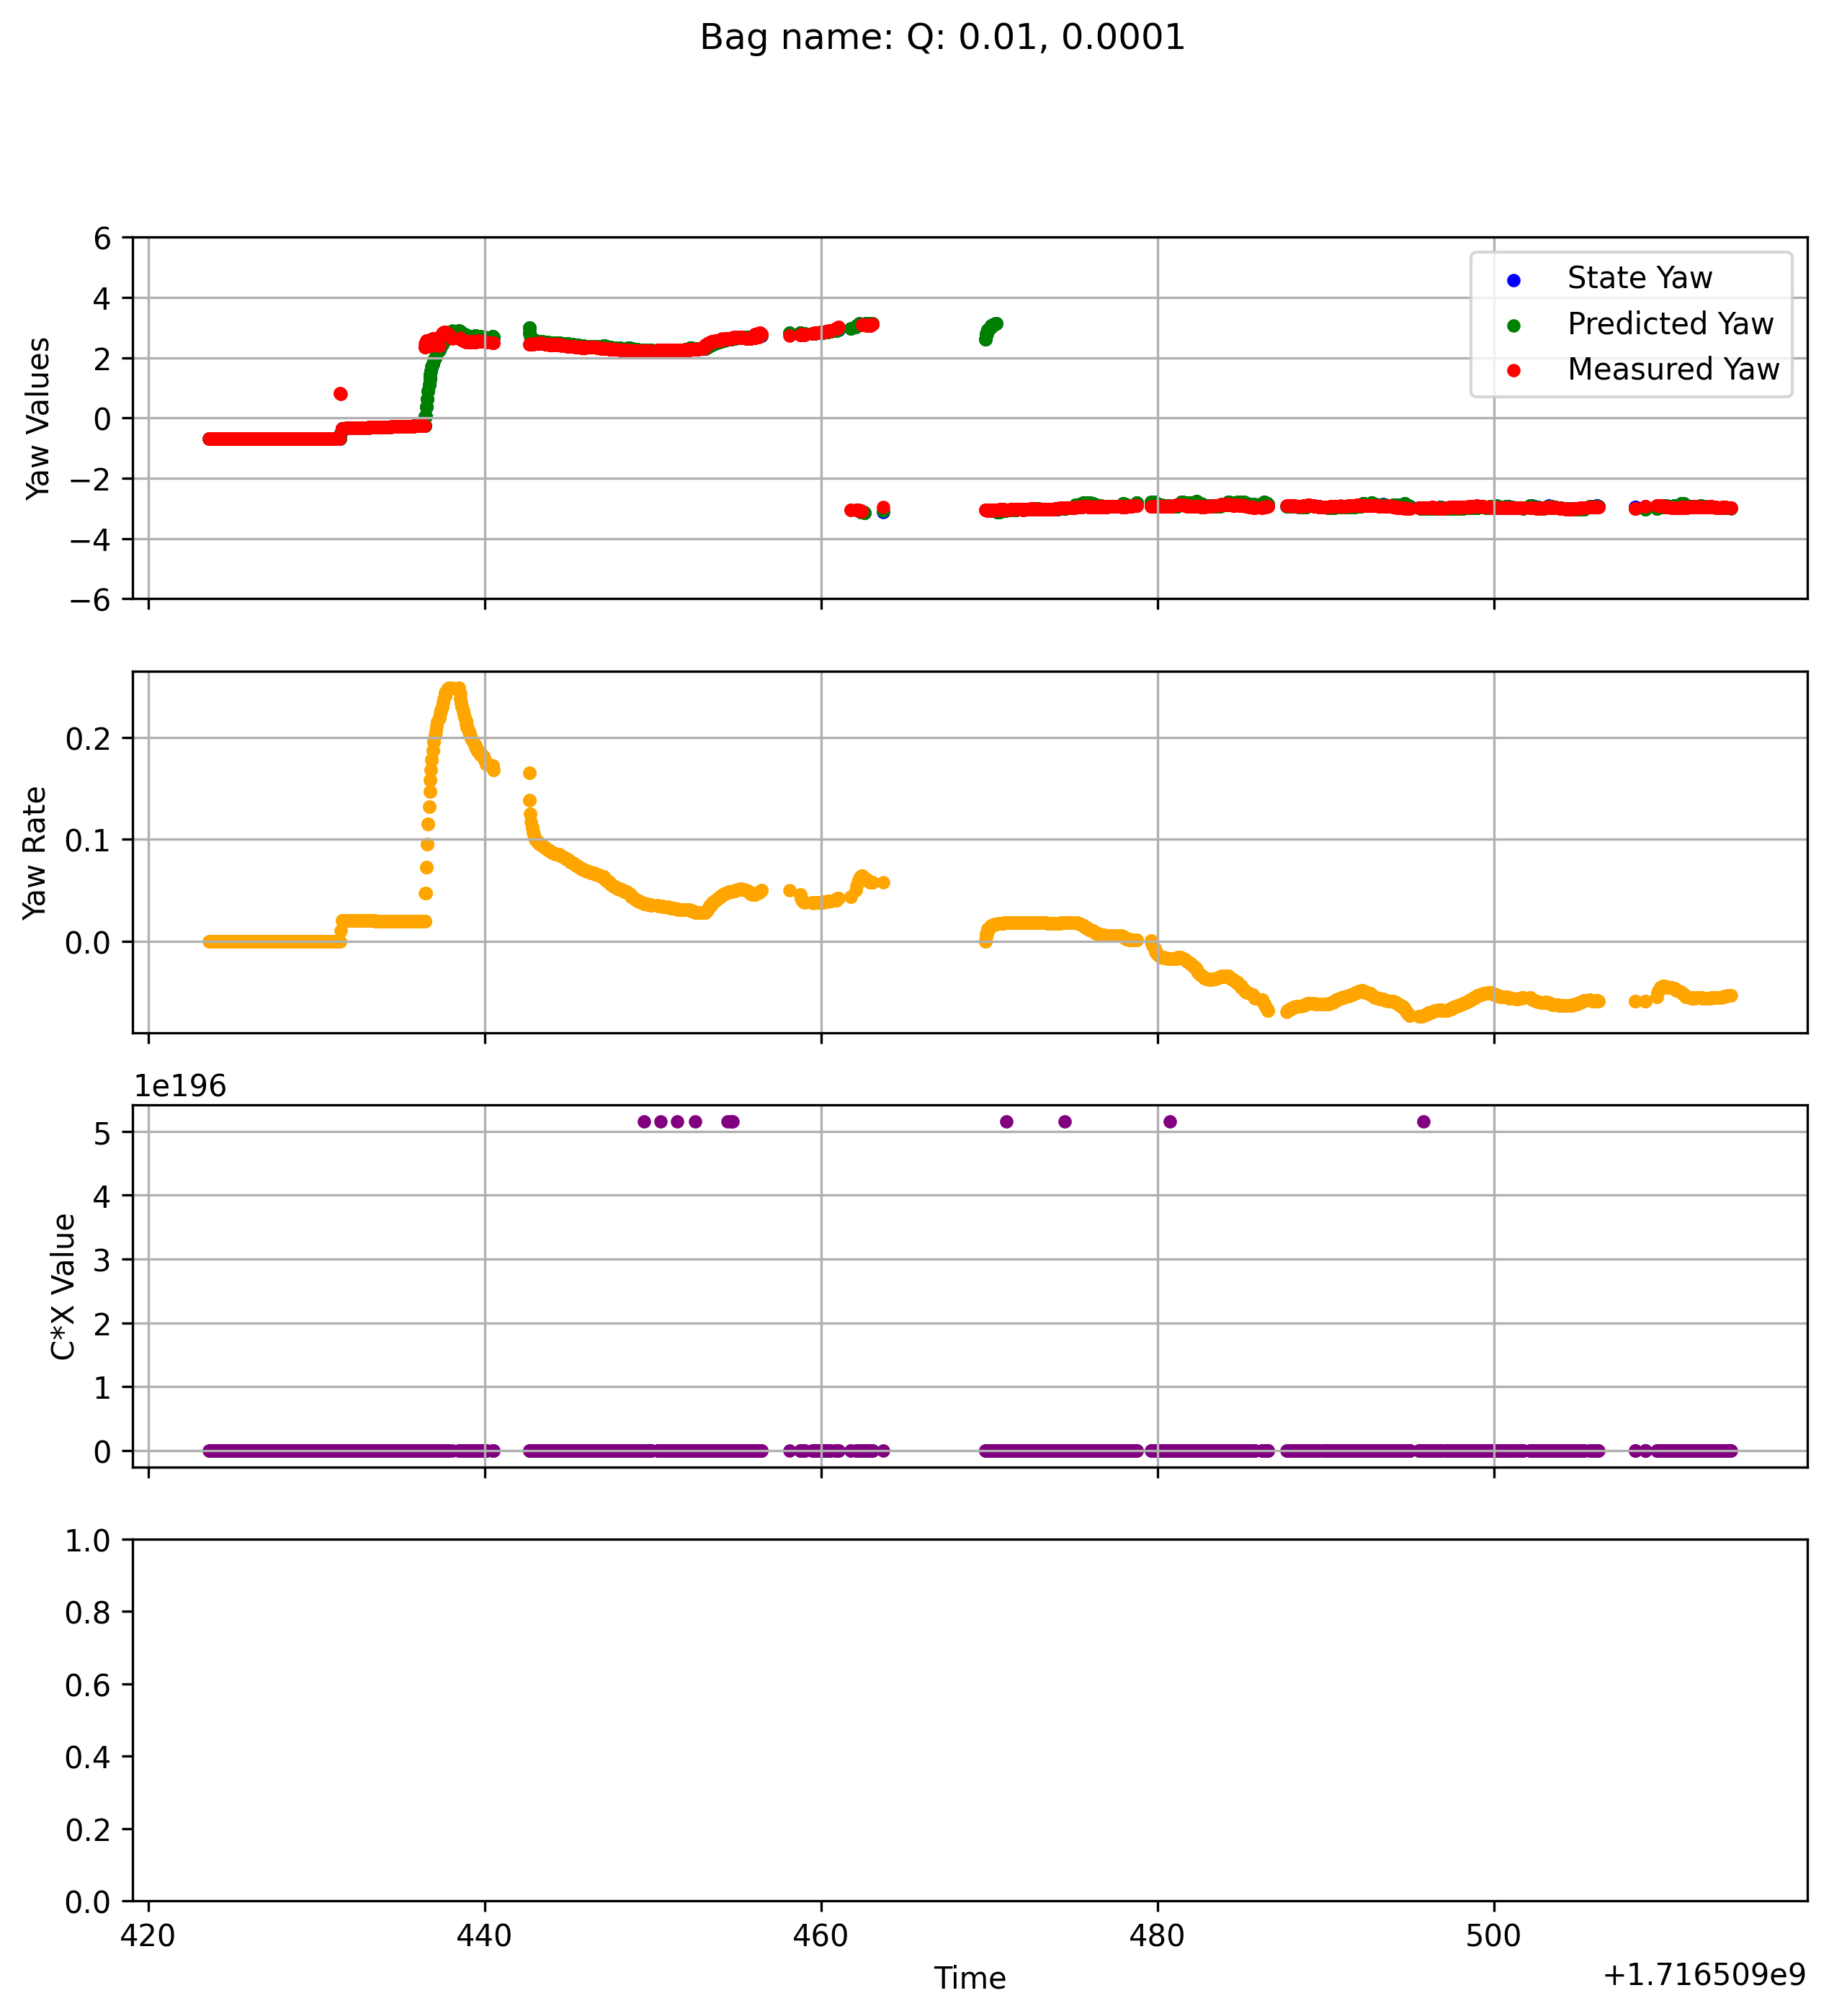 Bag name: Q: 0.01, 0.0001
6
4
2
0
−2
−4
−6
Yaw Values
State Yaw
Predicted Yaw
Measured Yaw
0.2
0.1
0.0
Yaw Rate
1e196
5
4
3
2
1
0
C*X Value
1.0
0.8
0.6
0.4
0.2
0.0
420 440 460 480 500
Time
+1.716509e9